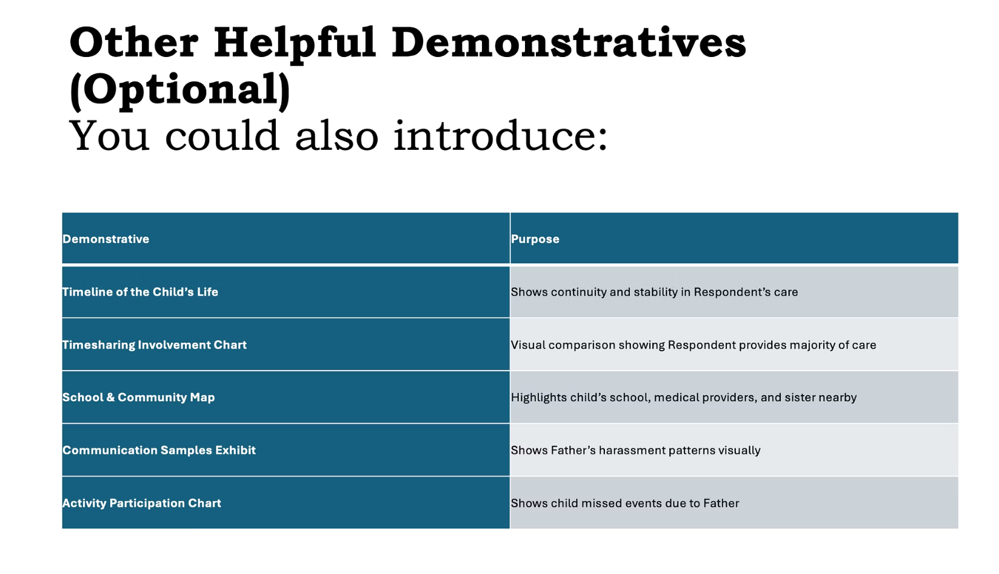 Other Helpful Demonstratives
(Optional)
You could also introduce:
Demonstrative
Purpose
Timeline of the Child’s Life
Shows continuity and stability in Respondent’s care
Timesharing Involvement Chart
Visual comparison showing Respondent provides majority of care
School & Community Map
Highlights child’s school, medical providers, and sister nearby
Communication Samples Exhibit
Shows Father’s harassment patterns visually
Activity Participation Chart
Shows child missed events due to Father